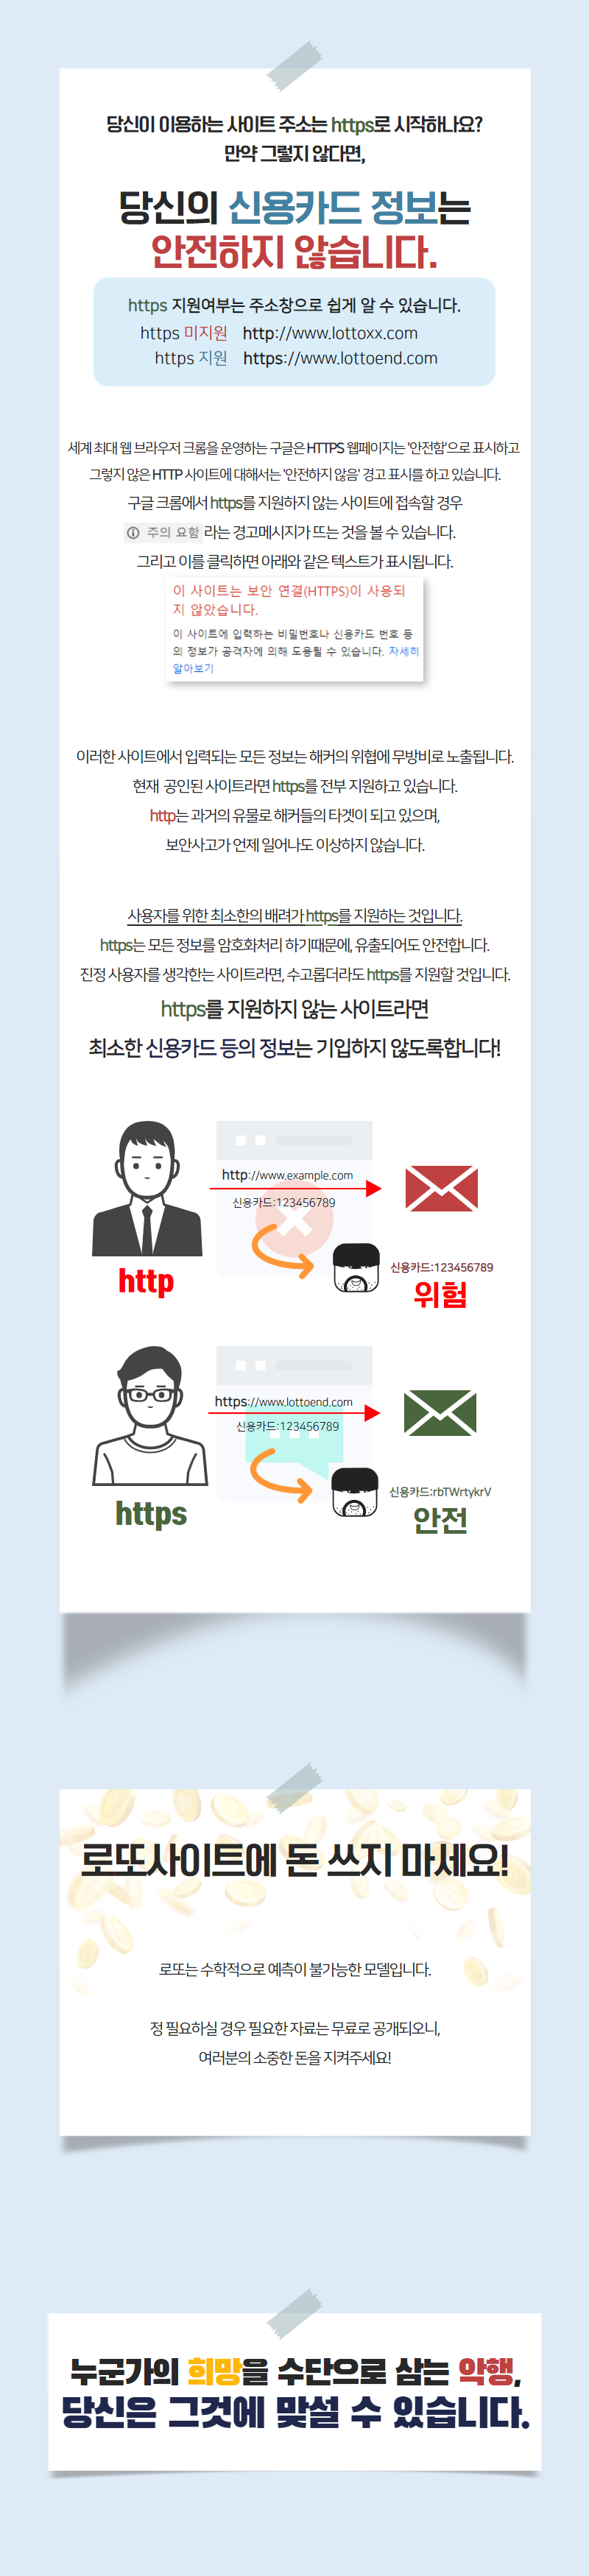 당신이 이용하는 사이트 주소는 https로 시작하나요?
만약 그렇지 않다면,
당신의 신용카드 정보는
안전하지 않습니다.
https 지원여부는 주소창으로 쉽게 알 수 있습니다.
https 미지원 http://www.lottoxx.com
https 지원 https://www.lottoend.com
세계 최대 웹 브라우저 크롬을 운영하는 구글은 HTTPS 웹페이지는 '안전함'으로 표시하고
그렇지 않은 HTTP 사이트에 대해서는 '안전하지 않음' 경고 표시를 하고 있습니다.
구글 크롬에서 https를 지원하지 않는 사이트에 접속할 경우
주의 요함 라는 경고메시지가 뜨는 것을 볼 수 있습니다.
그리고 이를 클릭하면 아래와 같은 텍스트가 표시됩니다.
이 사이트는 보안 연결(HTTPS)이 사용되
지 않았습니다.
이 사이트에 입력하는 비밀번호나 신용카드 번호 등
의 정보가 공격자에 의해 도용될 수 있습니다. 자세히
알아보기
이러한 사이트에서 입력되는 모든 정보는 해커의 위협에 무방비로 노출됩니다.
현재 공인된 사이트라면 https를 전부 지원하고 있습니다.
http는 과거의 유물로 해커들의 타겟이 되고 있으며,
보안사고가 언제 일어나도 이상하지 않습니다.
사용자를 위한 최소한의 배려가 https를 지원하는 것입니다.
https는 모든 정보를 암호화처리 하기때문에, 유출되어도 안전합니다.
진정 사용자를 생각한는 사이트라면, 수고롭더라도 https를 지원할 것입니다.
https를 지원하지 않는 사이트라면
최소한 신용카드 등의 정보는 기입하지 않도록합니다!
http://www.example.com
신용카드:123456789
신용카드:123456789
http
위험
https://www.lottoend.com
신용카드:123456789
신용카드:rbTWrtykrV
https
안전
로또사이트에 돈 쓰지 마세요!
로또는 수학적으로 예측이 불가능한 모델입니다.
정 필요하실 경우 필요한 자료는 무료로 공개되오니,
여러분의 소중한 돈을 지켜주세요!
누군가의 희망을 수단으로 삼는 악행,
당신은 그것에 맞설 수 있습니다.